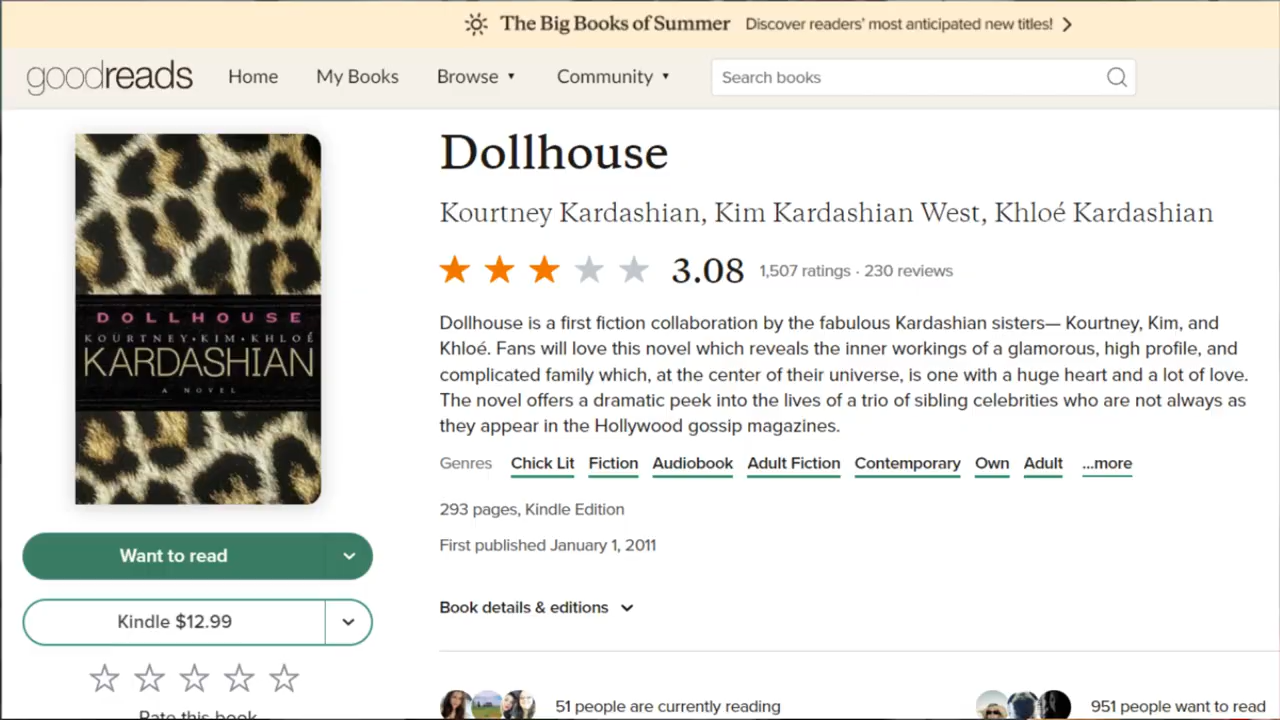 The Big Books of Summer Discover readers' most anticipated new titles!
goodreads Home My Books Browse Community Search books
DOLLHOUSE
KOURTNEY•KIM•KHLOÉ
KARDASHIAN
A NOVEL
Want to read
Kindle $12.99
Rate this book
Dollhouse
Kourtney Kardashian, Kim Kardashian West, Khloé Kardashian
3.08 1,507 ratings · 230 reviews
Dollhouse is a first fiction collaboration by the fabulous Kardashian sisters— Kourtney, Kim, and
Khloé. Fans will love this novel which reveals the inner workings of a glamorous, high profile, and
complicated family which, at the center of their universe, is one with a huge heart and a lot of love.
The novel offers a dramatic peek into the lives of a trio of sibling celebrities who are not always as
they appear in the Hollywood gossip magazines.
Genres Chick Lit Fiction Audiobook Adult Fiction Contemporary Own Adult ...more
293 pages, Kindle Edition
First published January 1, 2011
Book details & editions
51 people are currently reading 951 people want to read